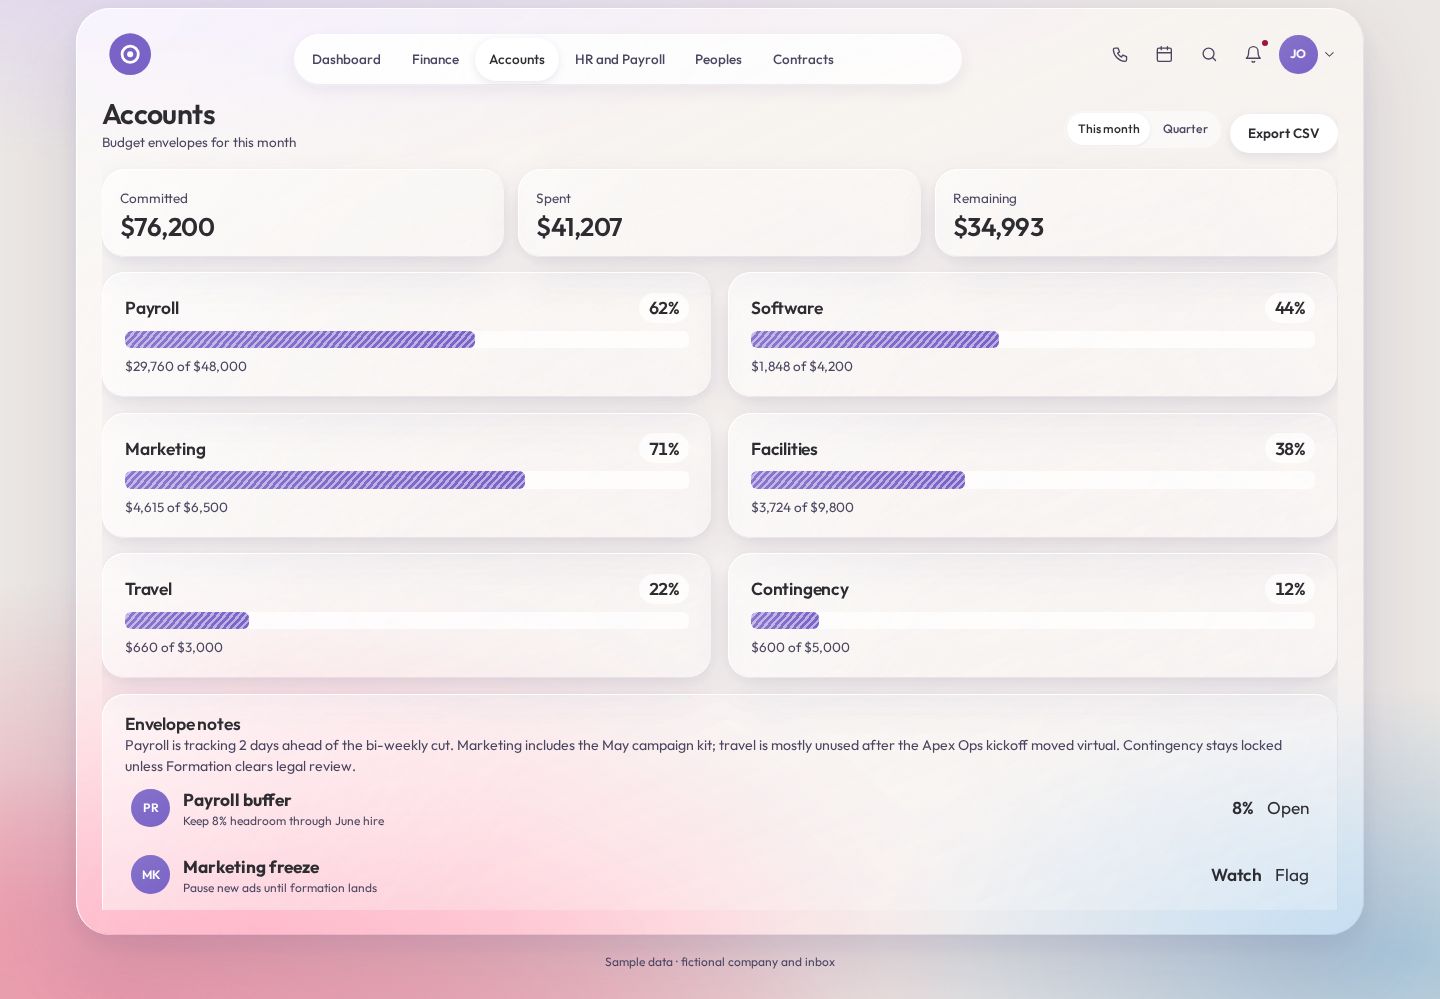 Dashboard Finance Accounts HR and Payroll Peoples Contracts JO
Accounts
Budget envelopes for this month
This month Quarter Export CSV
Committed Spent Remaining
$76,200 $41,207 $34,993
Payroll 62% Software 44%
$29,760 of $48,000 $1,848 of $4,200
Marketing 71% Facilities 38%
$4,615 of $6,500 $3,724 of $9,800
Travel 22% Contingency 12%
$660 of $3,000 $600 of $5,000
Envelope notes
Payroll is tracking 2 days ahead of the bi-weekly cut. Marketing includes the May campaign kit; travel is mostly unused after the Apex Ops kickoff moved virtual. Contingency stays locked
unless Formation clears legal review.
PR Payroll buffer 8% Open
Keep 8% headroom through June hire
MK Marketing freeze Watch Flag
Pause new ads until formation lands
Sample data · fictional company and inbox